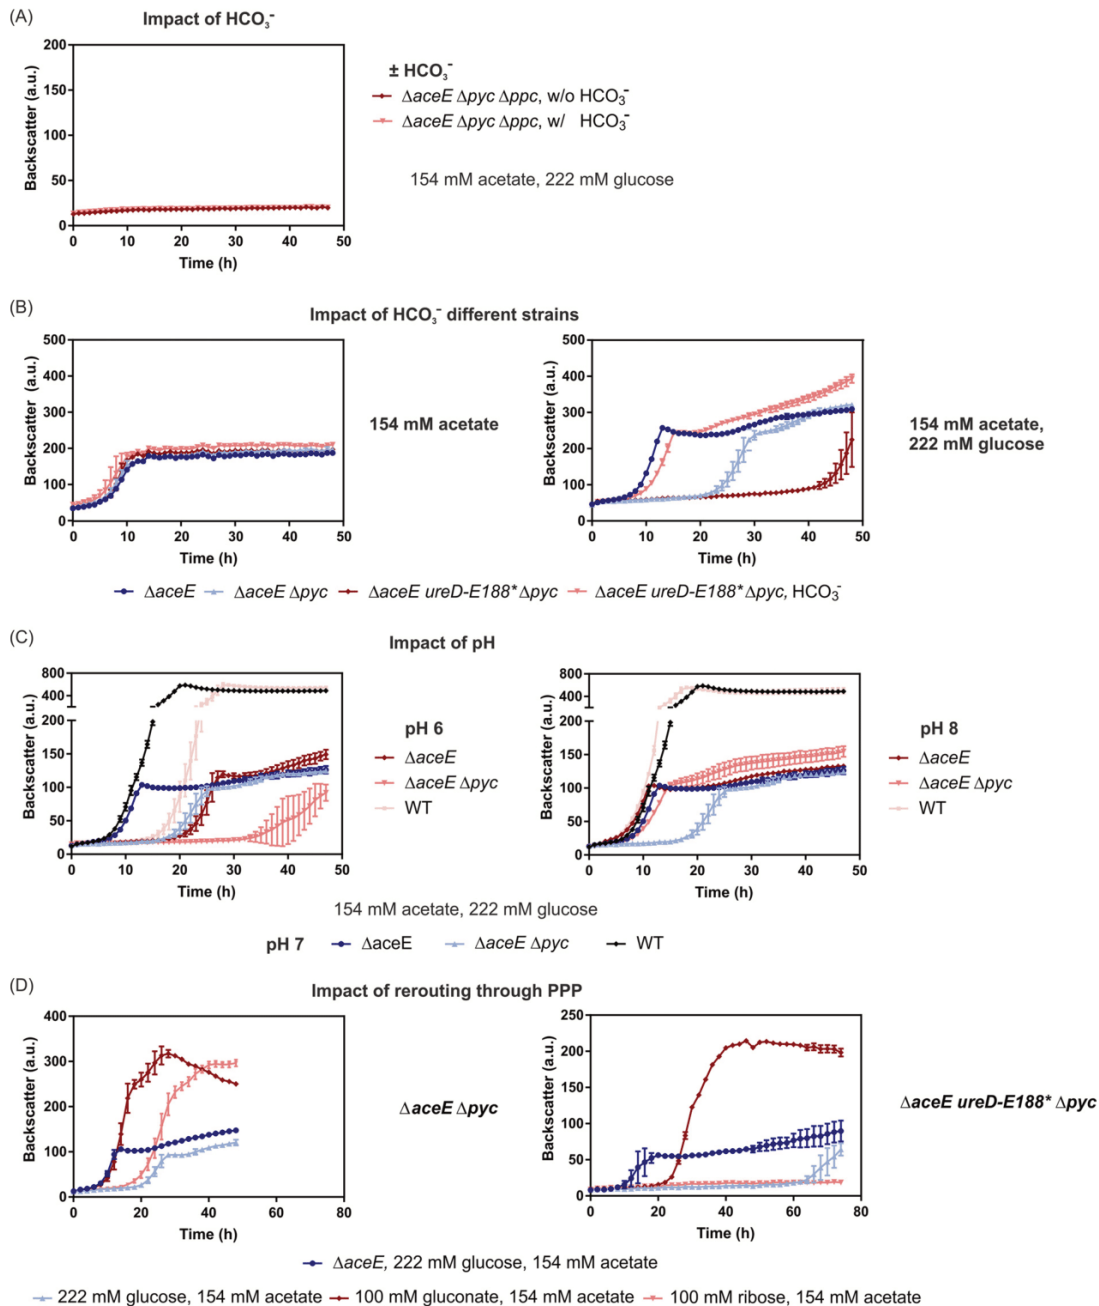 (A)
Impact of HCO₃⁻
Backscatter (a.u.)
200
150
100
50
0
0 10 20 30 40 50
Time (h)
± HCO₃⁻
ΔaceE Δpyc Δppc, w/o HCO₃⁻
ΔaceE Δpyc Δppc, w/ HCO₃⁻
154 mM acetate, 222 mM glucose
(B)
Impact of HCO₃⁻ different strains
Backscatter (a.u.)
500
400
300
200
100
0
0 10 20 30 40 50
Time (h)
154 mM acetate
Backscatter (a.u.)
500
400
300
200
100
0
0 10 20 30 40 50
Time (h)
154 mM acetate,
222 mM glucose
ΔaceE ΔaceE Δpyc ΔaceE ureD-E188* Δpyc ΔaceE ureD-E188* Δpyc, HCO₃⁻
(C)
Impact of pH
Backscatter (a.u.)
800
400
200
150
100
50
0
0 10 20 30 40 50
Time (h)
pH 6
ΔaceE
ΔaceE Δpyc
WT
Backscatter (a.u.)
800
400
200
150
100
50
0
0 10 20 30 40 50
Time (h)
pH 8
ΔaceE
ΔaceE Δpyc
WT
154 mM acetate, 222 mM glucose
pH 7 ΔaceE ΔaceE Δpyc WT
(D)
Impact of rerouting through PPP
Backscatter (a.u.)
400
300
200
100
0
0 20 40 60 80
Time (h)
ΔaceE Δpyc
Backscatter (a.u.)
200
150
100
50
0
0 20 40 60 80
Time (h)
ΔaceE ureD-E188* Δpyc
ΔaceE, 222 mM glucose, 154 mM acetate
222 mM glucose, 154 mM acetate 100 mM gluconate, 154 mM acetate 100 mM ribose, 154 mM acetate